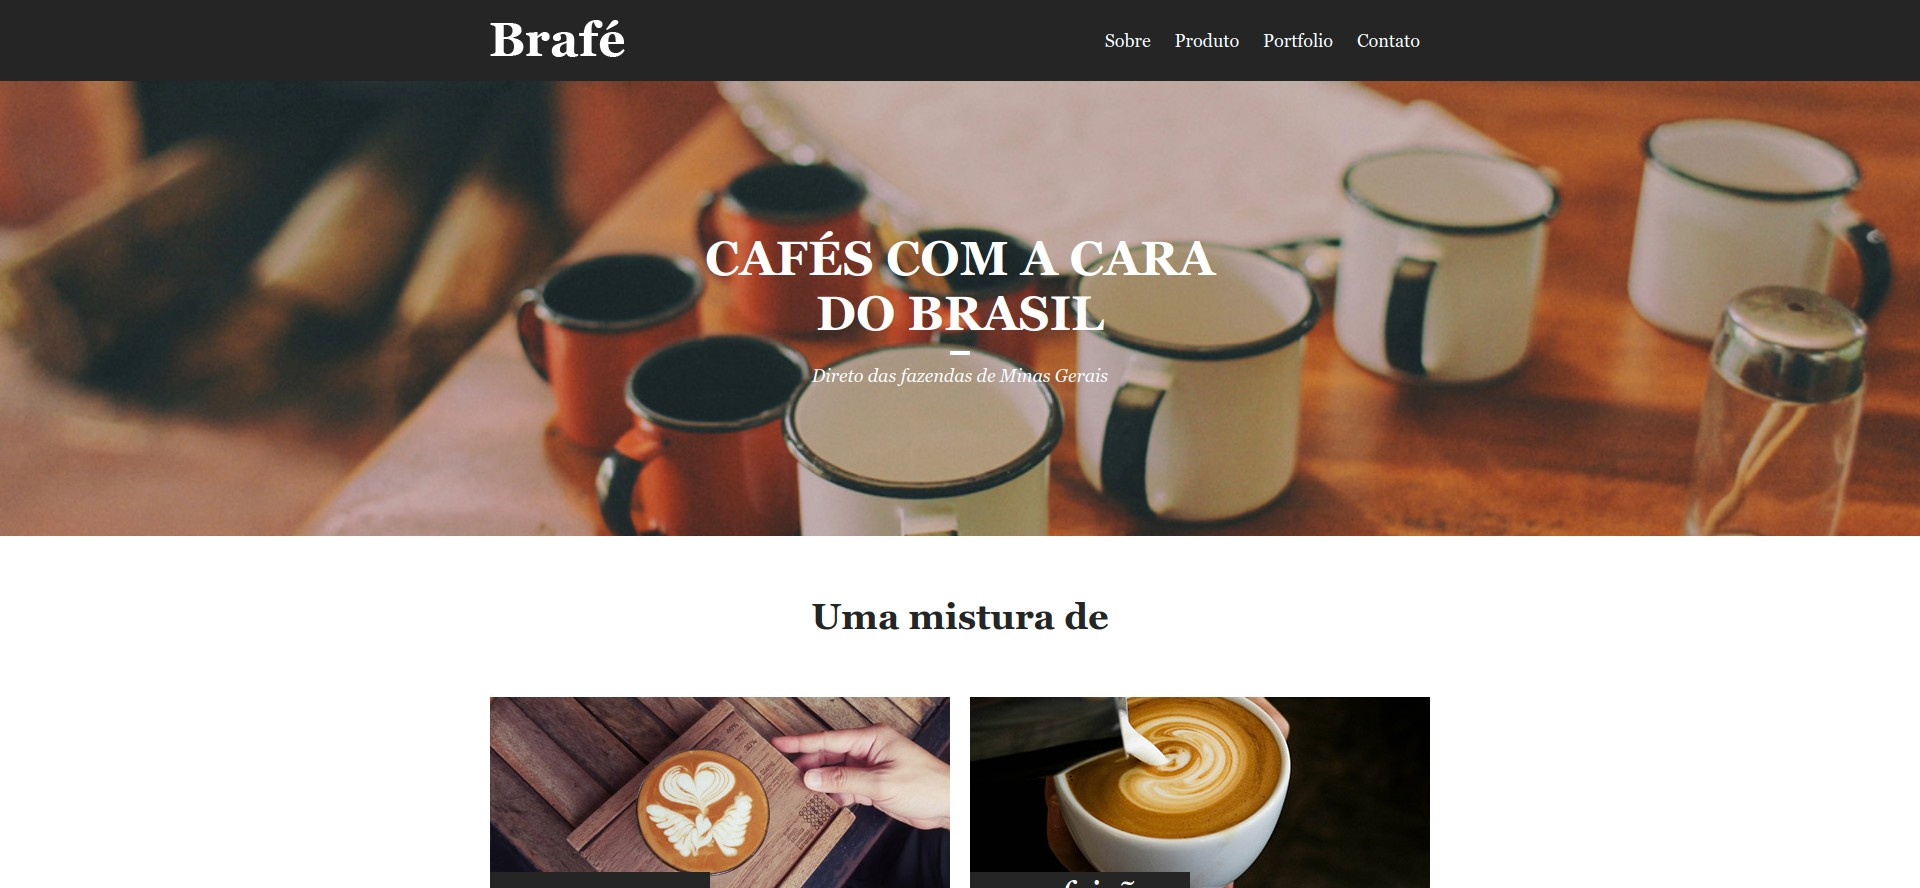 Brafé
Sobre Produto Portfolio Contato
CAFÉS COM A CARA
DO BRASIL
Direto das fazendas de Minas Gerais
Uma mistura de